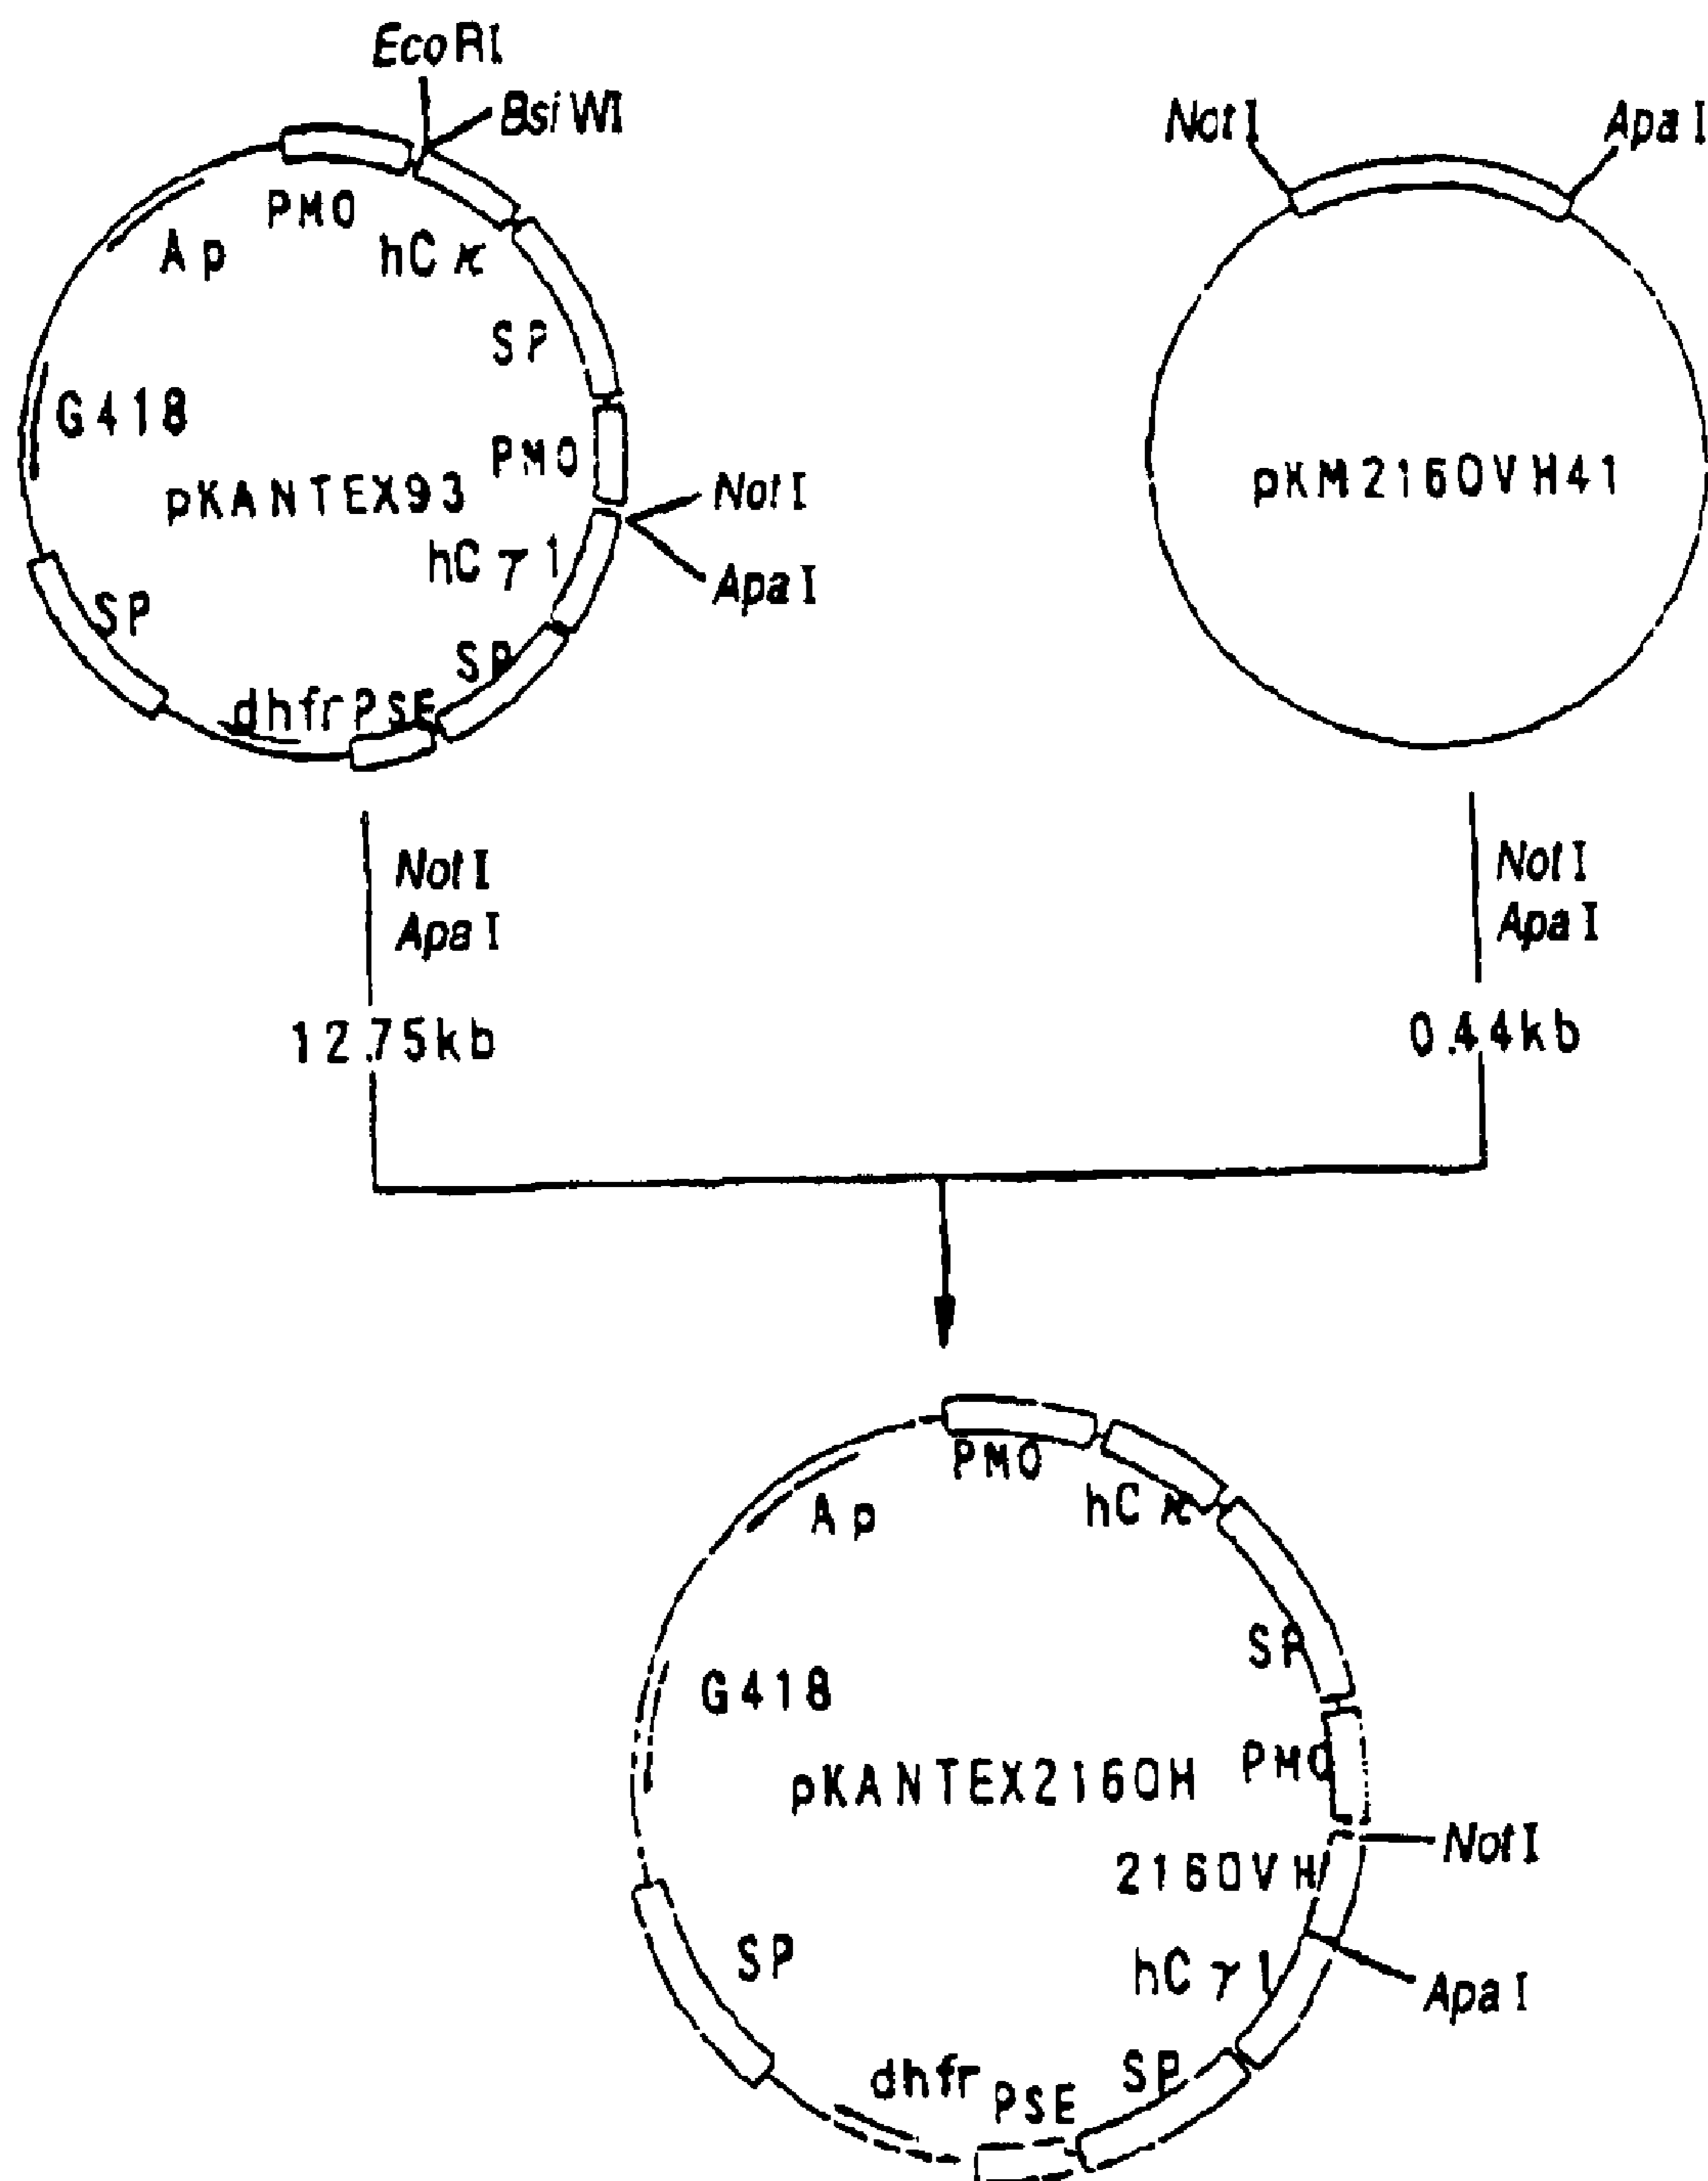 EcoRI
BsiWI
PMO
Ap
hCκ
SP
G418
PMO
pKANTEX93
NotI
hCγ1
ApaI
SP
SP
dhfr PSE
NotI
ApaI
pKM2160VH41
NotI
ApaI
12.75kb
NotI
ApaI
0.44kb
PMO
hCκ
Ap
SP
G418
PMO
pKANTEX2160H
NotI
2160VH
hCγ1
ApaI
SP
SP
dhfr
PSE